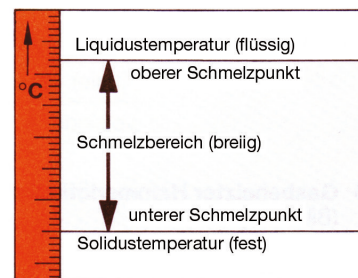 Liquidustemperatur (flüssig)
oberer Schmelzpunkt
°C
Schmelzbereich (breiig)
unterer Schmelzpunkt
Solidustemperatur (fest)